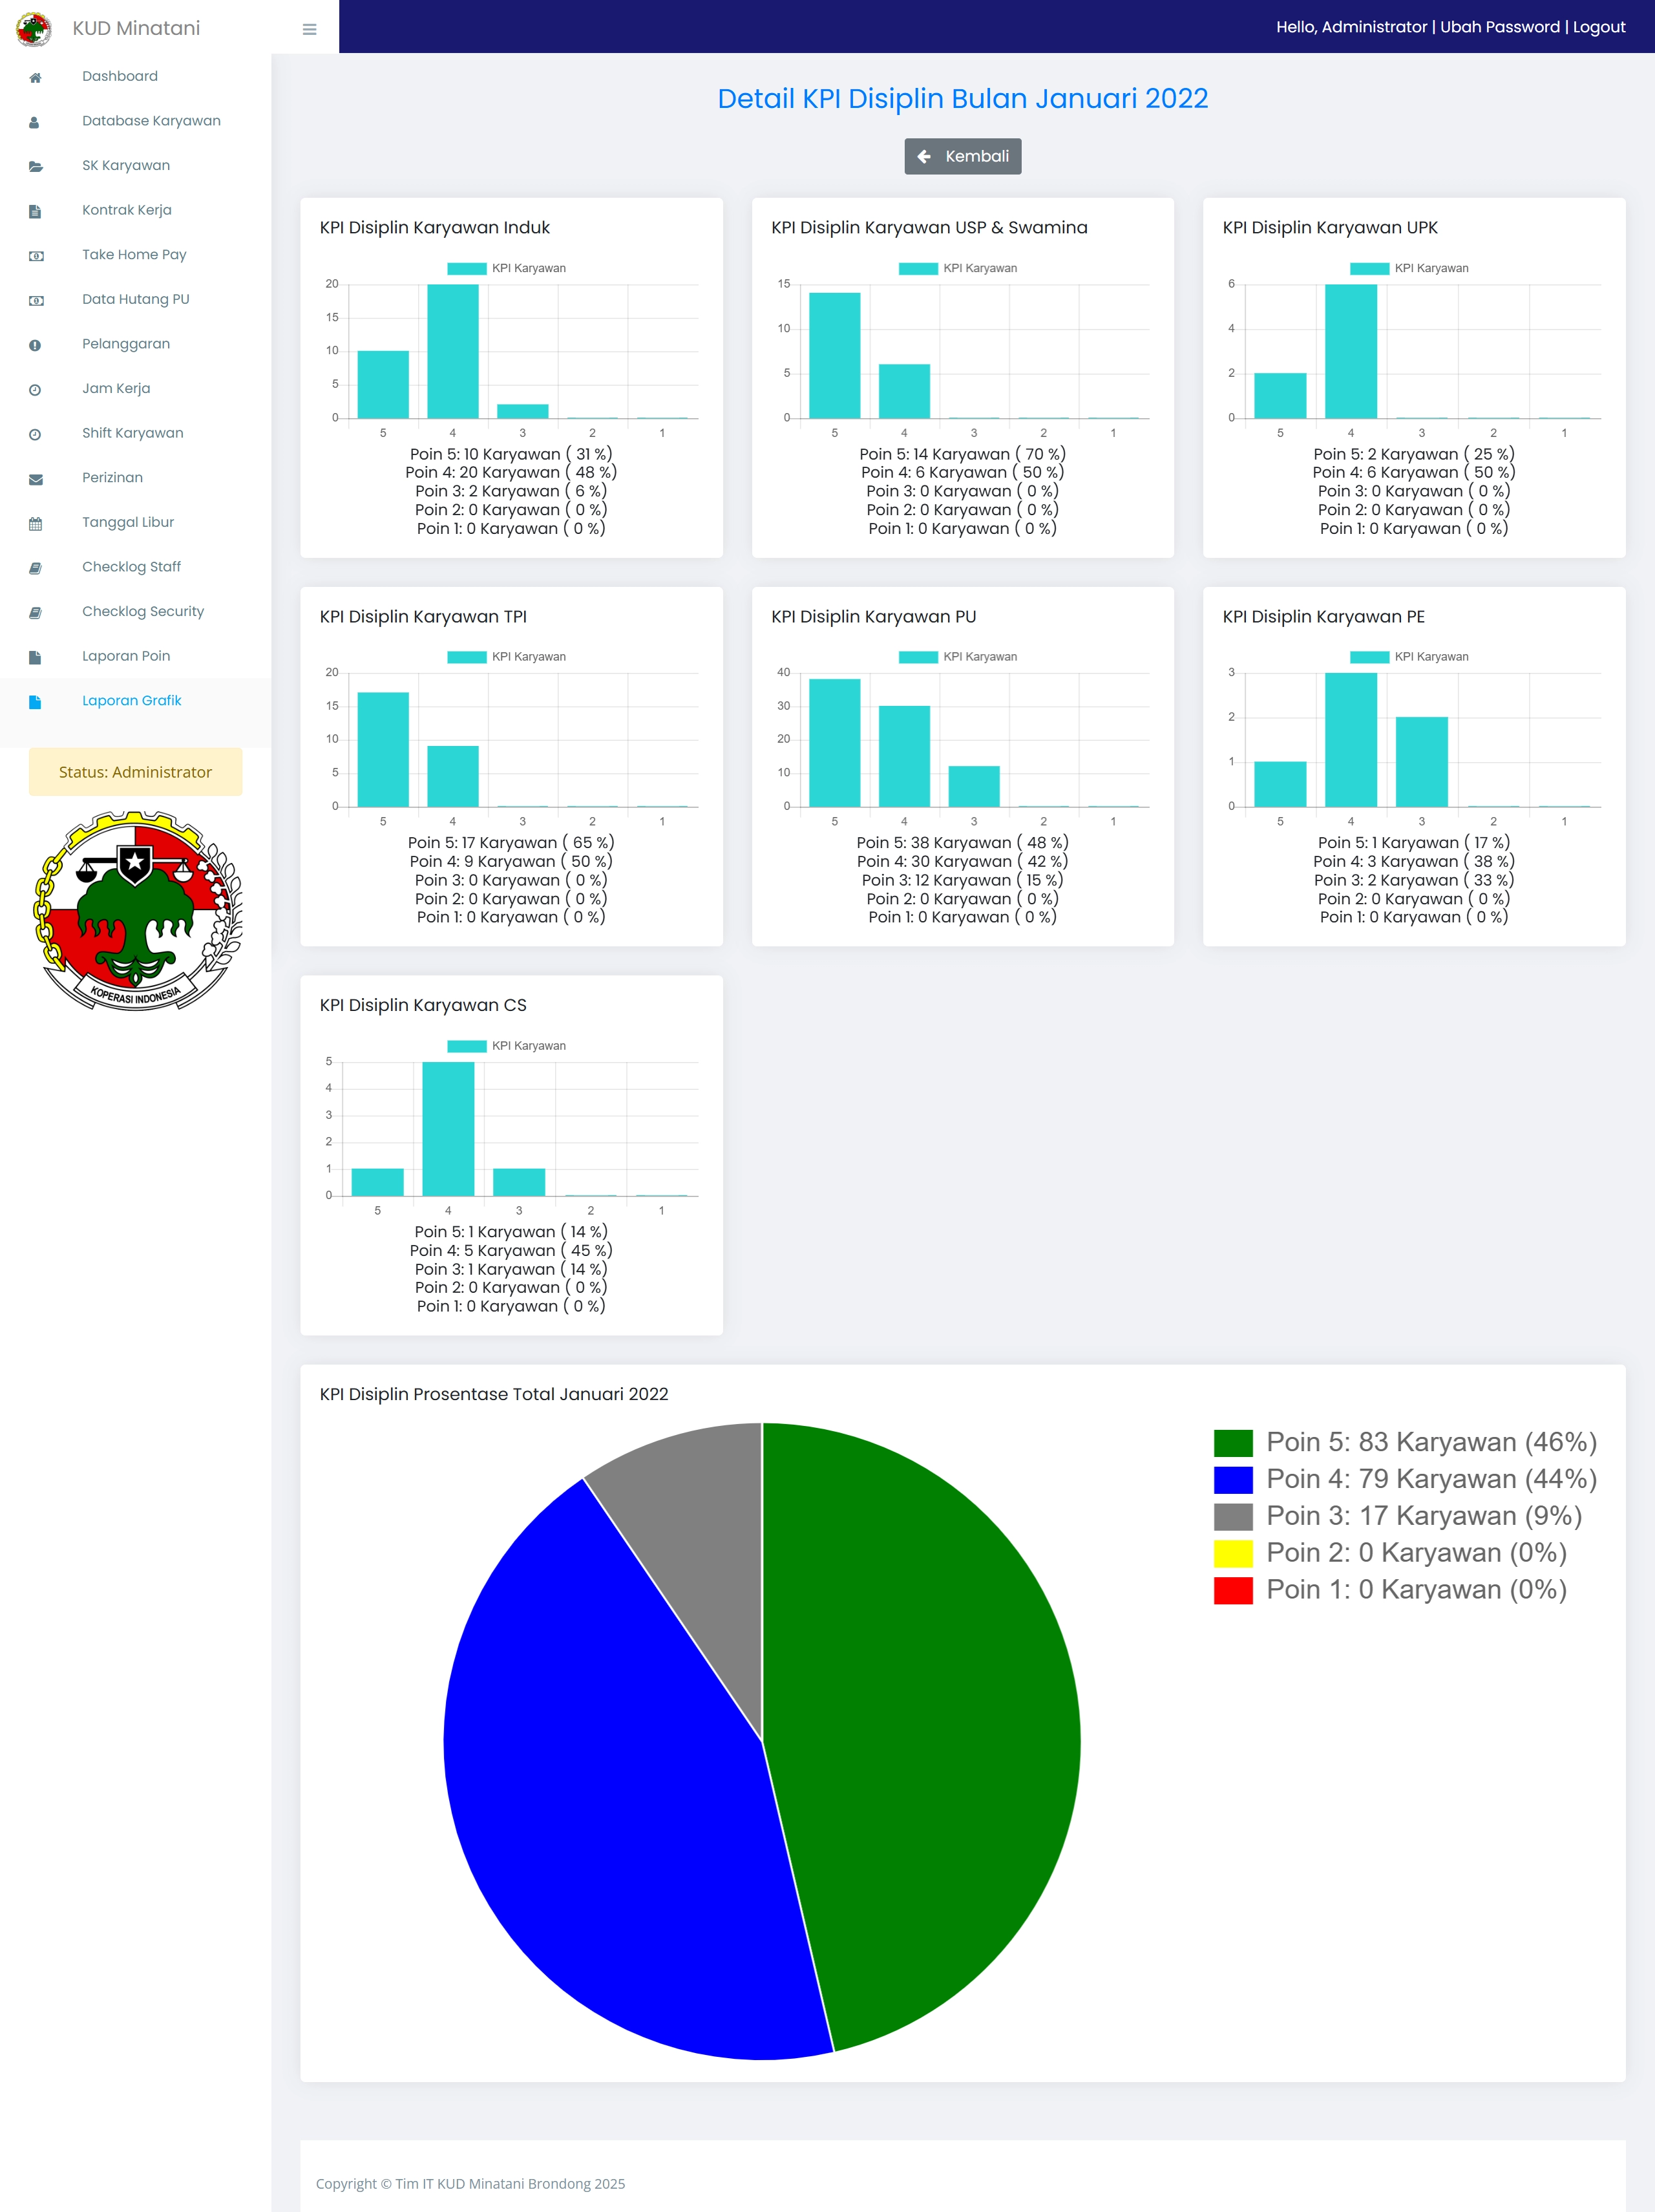 KUD Minatani
Hello, Administrator | Ubah Password | Logout
Dashboard
Database Karyawan
SK Karyawan
Kontrak Kerja
Take Home Pay
Data Hutang PU
Pelanggaran
Jam Kerja
Shift Karyawan
Perizinan
Tanggal Libur
Checklog Staff
Checklog Security
Laporan Poin
Laporan Grafik
Status: Administrator
KOPERASI INDONESIA
Detail KPI Disiplin Bulan Januari 2022
Kembali
KPI Disiplin Karyawan Induk
KPI Karyawan
20
15
10
5
0
5 4 3 2 1
Poin 5: 10 Karyawan ( 31 %)
Poin 4: 20 Karyawan ( 48 %)
Poin 3: 2 Karyawan ( 6 %)
Poin 2: 0 Karyawan ( 0 %)
Poin 1: 0 Karyawan ( 0 %)
KPI Disiplin Karyawan USP & Swamina
KPI Karyawan
15
10
5
0
5 4 3 2 1
Poin 5: 14 Karyawan ( 70 %)
Poin 4: 6 Karyawan ( 50 %)
Poin 3: 0 Karyawan ( 0 %)
Poin 2: 0 Karyawan ( 0 %)
Poin 1: 0 Karyawan ( 0 %)
KPI Disiplin Karyawan UPK
KPI Karyawan
6
4
2
0
5 4 3 2 1
Poin 5: 2 Karyawan ( 25 %)
Poin 4: 6 Karyawan ( 50 %)
Poin 3: 0 Karyawan ( 0 %)
Poin 2: 0 Karyawan ( 0 %)
Poin 1: 0 Karyawan ( 0 %)
KPI Disiplin Karyawan TPI
KPI Karyawan
20
15
10
5
0
5 4 3 2 1
Poin 5: 17 Karyawan ( 65 %)
Poin 4: 9 Karyawan ( 50 %)
Poin 3: 0 Karyawan ( 0 %)
Poin 2: 0 Karyawan ( 0 %)
Poin 1: 0 Karyawan ( 0 %)
KPI Disiplin Karyawan PU
KPI Karyawan
40
30
20
10
0
5 4 3 2 1
Poin 5: 38 Karyawan ( 48 %)
Poin 4: 30 Karyawan ( 42 %)
Poin 3: 12 Karyawan ( 15 %)
Poin 2: 0 Karyawan ( 0 %)
Poin 1: 0 Karyawan ( 0 %)
KPI Disiplin Karyawan PE
KPI Karyawan
3
2
1
0
5 4 3 2 1
Poin 5: 1 Karyawan ( 17 %)
Poin 4: 3 Karyawan ( 38 %)
Poin 3: 2 Karyawan ( 33 %)
Poin 2: 0 Karyawan ( 0 %)
Poin 1: 0 Karyawan ( 0 %)
KPI Disiplin Karyawan CS
KPI Karyawan
5
4
3
2
1
0
5 4 3 2 1
Poin 5: 1 Karyawan ( 14 %)
Poin 4: 5 Karyawan ( 45 %)
Poin 3: 1 Karyawan ( 14 %)
Poin 2: 0 Karyawan ( 0 %)
Poin 1: 0 Karyawan ( 0 %)
KPI Disiplin Prosentase Total Januari 2022
Poin 5: 83 Karyawan (46%)
Poin 4: 79 Karyawan (44%)
Poin 3: 17 Karyawan (9%)
Poin 2: 0 Karyawan (0%)
Poin 1: 0 Karyawan (0%)
Copyright © Tim IT KUD Minatani Brondong 2025